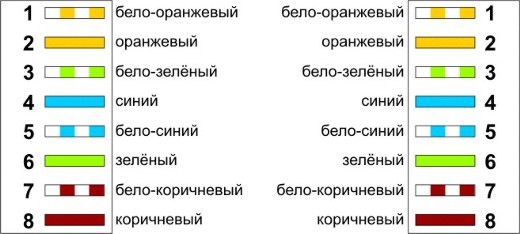 1 бело-оранжевый бело-оранжевый 1
2 оранжевый оранжевый 2
3 бело-зелёный бело-зелёный 3
4 синий синий 4
5 бело-синий бело-синий 5
6 зелёный зелёный 6
7 бело-коричневый бело-коричневый 7
8 коричневый коричневый 8